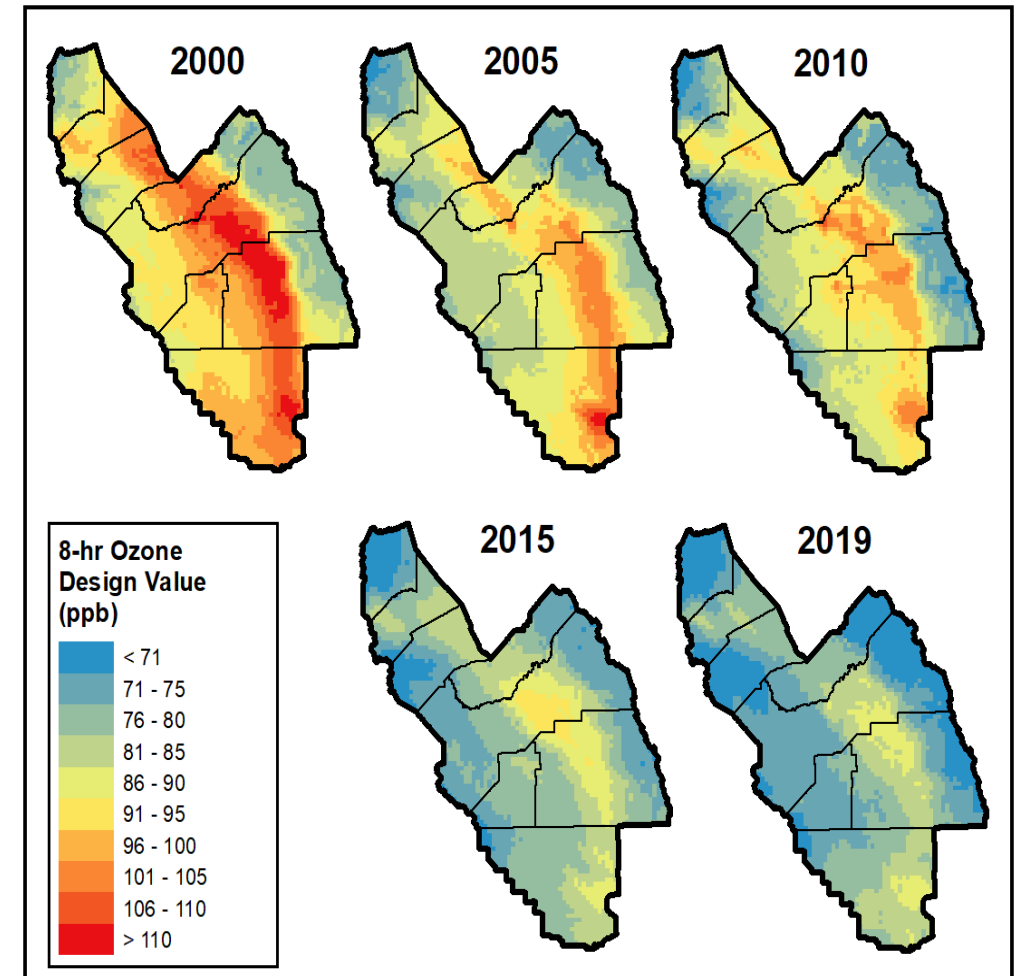 2000
2005
2010
2015
2019
8-hr Ozone
Design Value
(ppb)
< 71
71 - 75
76 - 80
81 - 85
86 - 90
91 - 95
96 - 100
101 - 105
106 - 110
> 110